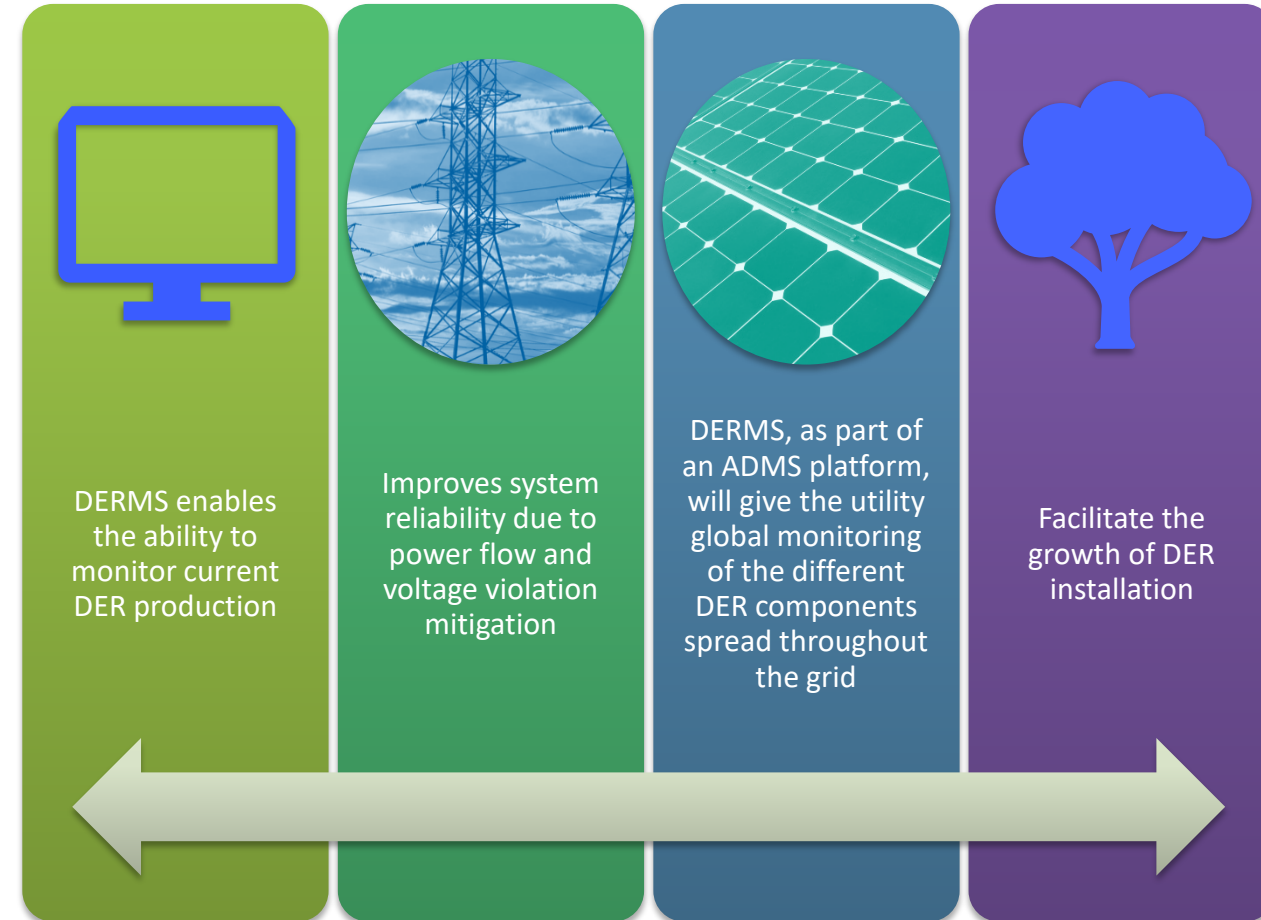 DERMS enables
the ability to
monitor current
DER production
Improves system
reliability due to
power flow and
voltage violation
mitigation
DERMS, as part of
an ADMS platform,
will give the utility
global monitoring
of the different
DER components
spread throughout
the grid
Facilitate the
growth of DER
installation